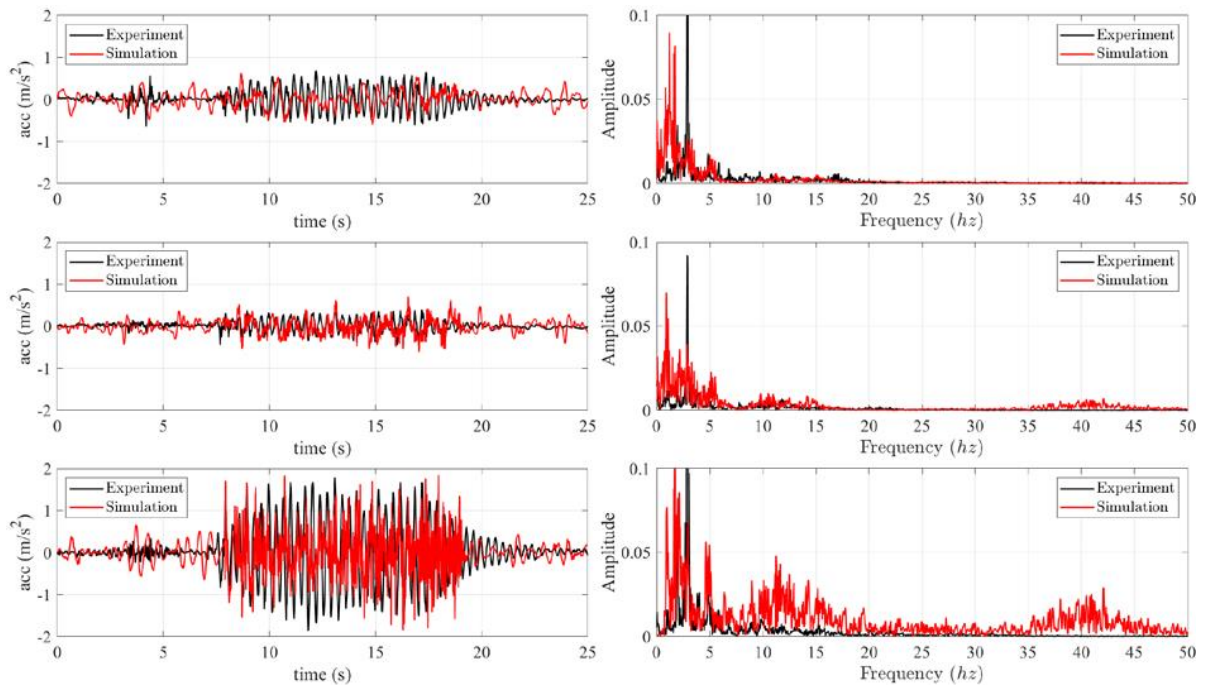 2
1
0
-1
-2
acc (m/s²)
Experiment
Simulation
0 5 10 15 20 25
time (s)
0.1
0.05
0
Amplitude
Experiment
Simulation
0 5 10 15 20 25 30 35 40 45 50
Frequency (hz)
2
1
0
-1
-2
acc (m/s²)
Experiment
Simulation
0 5 10 15 20 25
time (s)
0.1
0.05
0
Amplitude
Experiment
Simulation
0 5 10 15 20 25 30 35 40 45 50
Frequency (hz)
2
1
0
-1
-2
acc (m/s²)
Experiment
Simulation
0 5 10 15 20 25
time (s)
0.1
0.05
0
Amplitude
Experiment
Simulation
0 5 10 15 20 25 30 35 40 45 50
Frequency (hz)